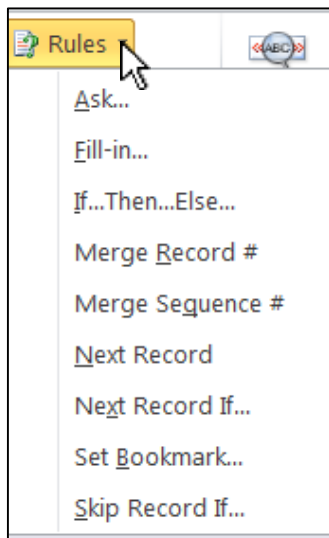 Rules
«ABC»
Ask...
Fill-in...
If...Then...Else...
Merge Record #
Merge Sequence #
Next Record
Next Record If...
Set Bookmark...
Skip Record If...